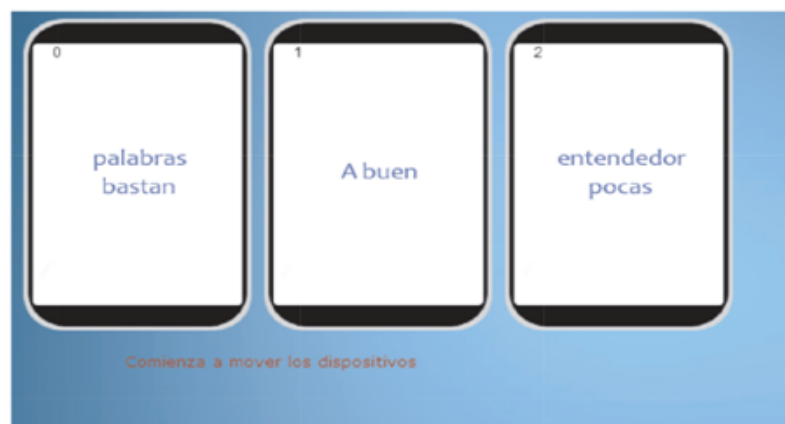 0
palabras
bastan
1
A buen
2
entendedor
pocas
Comienza a mover los dispositivos